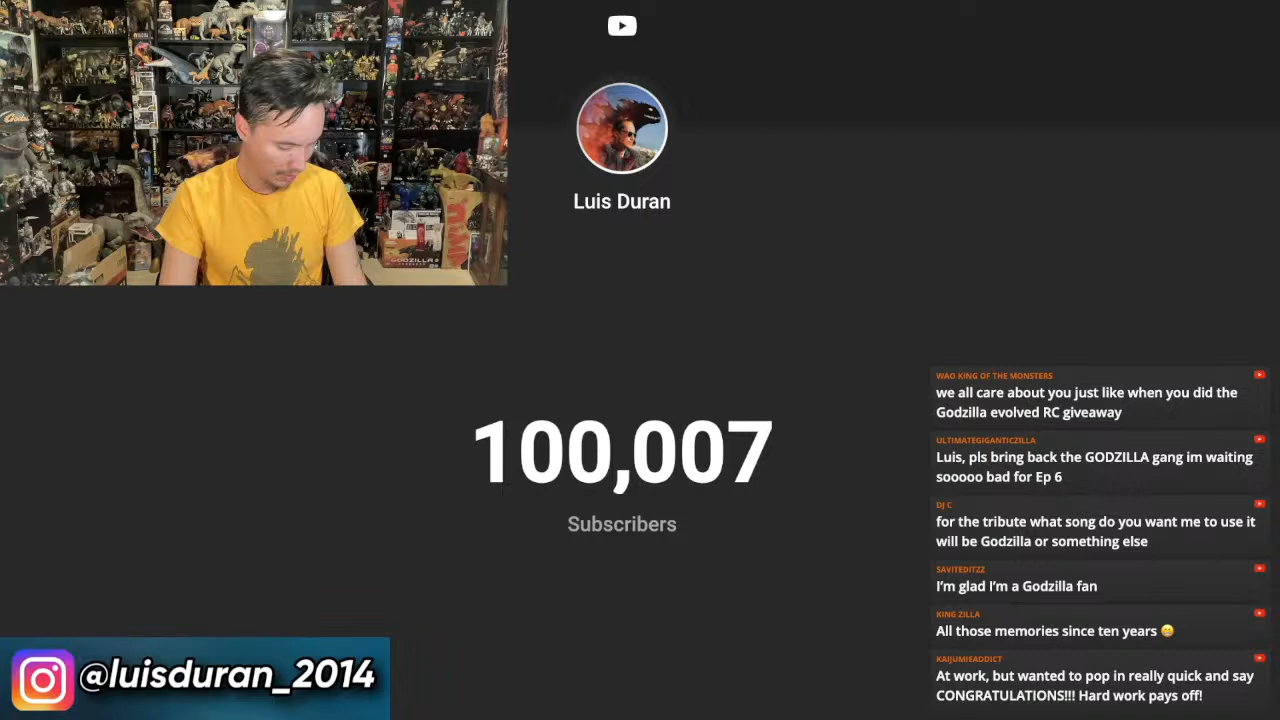 Luis Duran
100,007
Subscribers
WAO KING OF THE MONSTERS
we all care about you just like when you did the
Godzilla evolved RC giveaway
ULTIMATEGIGANTICZILLA
Luis, pls bring back the GODZILLA gang im waiting
sooooo bad for Ep 6
DJ C
for the tribute what song do you want me to use it
will be Godzilla or something else
SAVITEDITZZ
I'm glad I'm a Godzilla fan
KING ZILLA
All those memories since ten years 😁
KAIJUMIEADDICT
At work, but wanted to pop in really quick and say
CONGRATULATIONS!!! Hard work pays off!
@luisduran_2014
GODZILLA